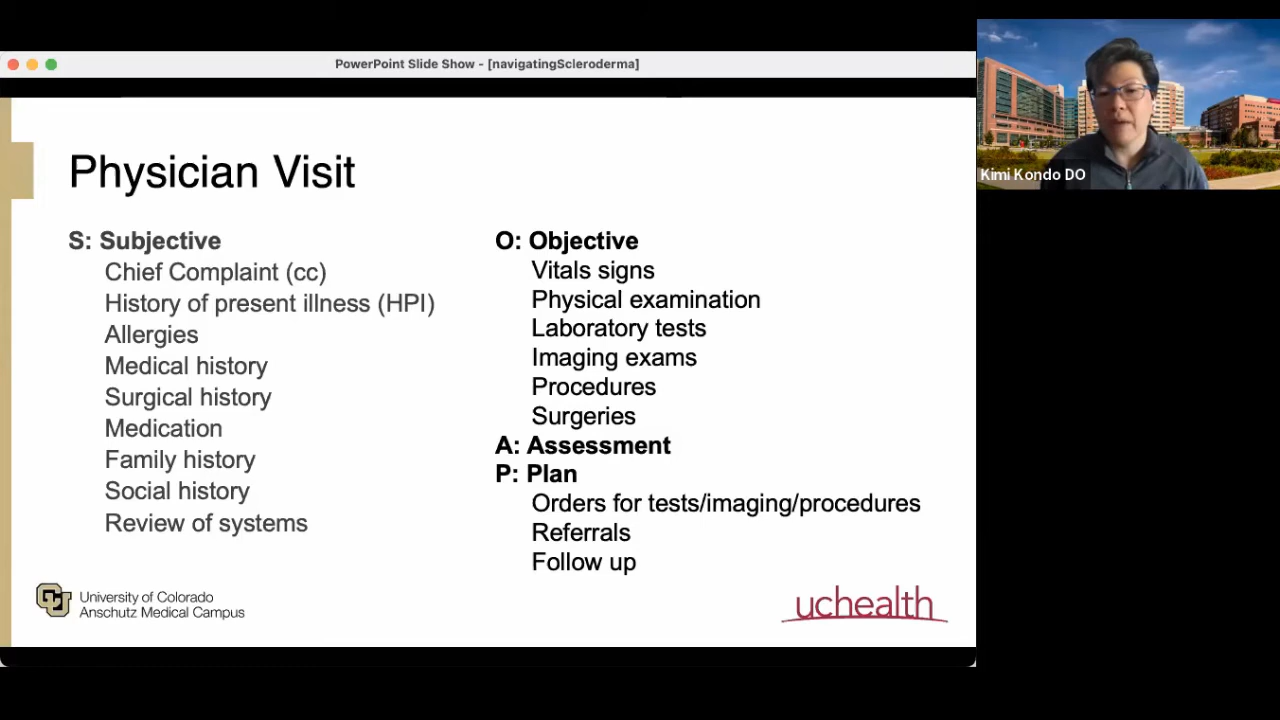 PowerPoint Slide Show - [navigatingScleroderma]
Physician Visit
S: Subjective
Chief Complaint (cc)
History of present illness (HPI)
Allergies
Medical history
Surgical history
Medication
Family history
Social history
Review of systems
O: Objective
Vitals signs
Physical examination
Laboratory tests
Imaging exams
Procedures
Surgeries
A: Assessment
P: Plan
Orders for tests/imaging/procedures
Referrals
Follow up
CU
University of Colorado
Anschutz Medical Campus
uchealth
Kimi Kondo DO